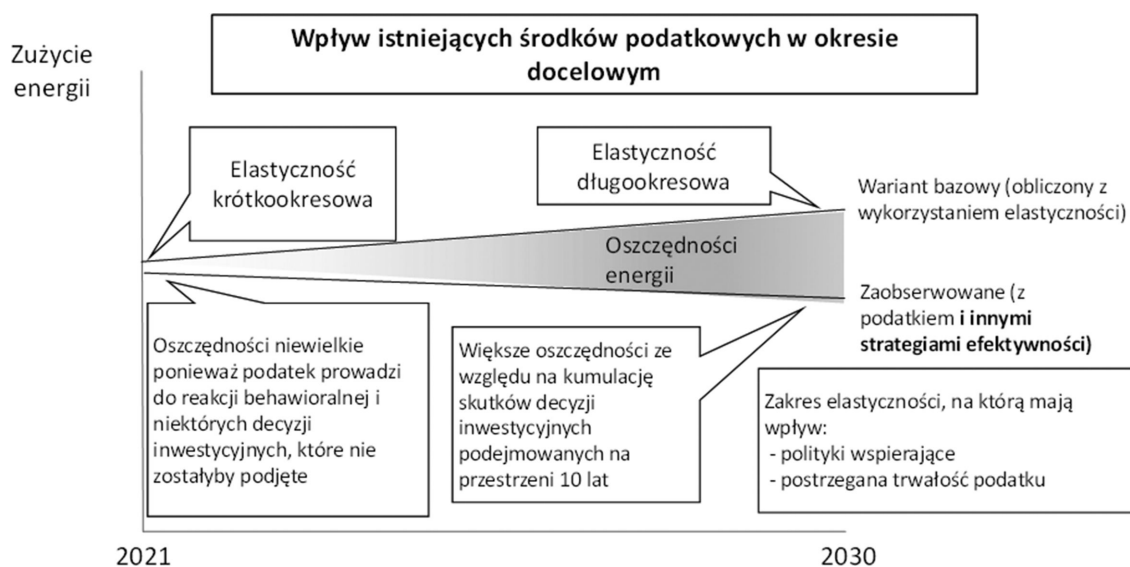 Wpływ istniejących środków podatkowych w okresie
docelowym
Zużycie
energii
Elastyczność
krótkookresowa
Elastyczność
długookresowa
Wariant bazowy (obliczony z
wykorzystaniem elastyczności)
Oszczędności
energii
Zaobserwowane (z
podatkiem i innymi
strategiami efektywności)
Oszczędności niewielkie
ponieważ podatek prowadzi
do reakcji behawioralnej i
niektórych decyzji
inwestycyjnych, które nie
zostałyby podjęte
Większe oszczędności ze
względu na kumulację
skutków decyzji
inwestycyjnych
podejmowanych na
przestrzeni 10 lat
Zakres elastyczności, na którą mają
wpływ:
- polityki wspierające
- postrzegana trwałość podatku
2021
2030